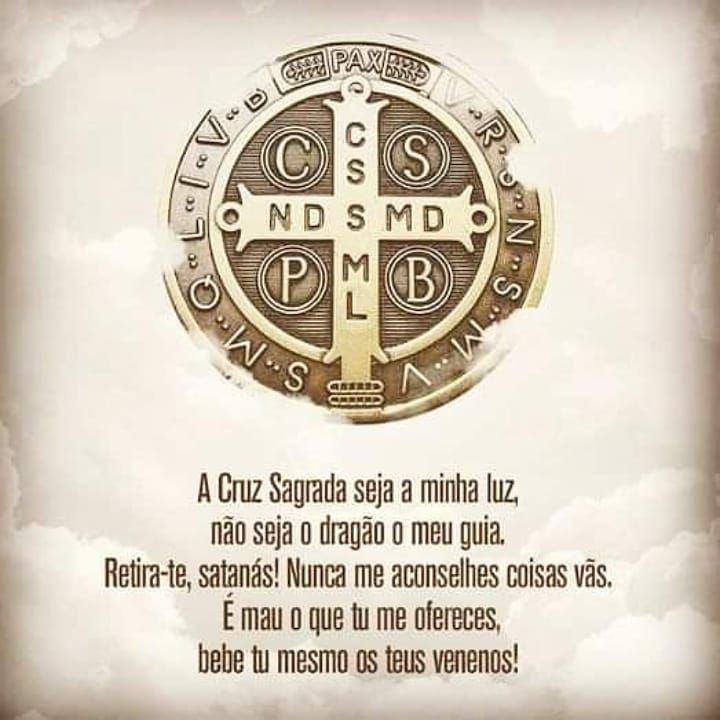 PAX
V . R . S . N . S . M . V
S . M . Q . L . I . V . B
C S
C
S
N D S M D
M
P B
L
A Cruz Sagrada seja a minha luz,
não seja o dragão o meu guia.
Retira-te, satanás! Nunca me aconselhes coisas vãs.
É mau o que tu me ofereces,
bebe tu mesmo os teus venenos!